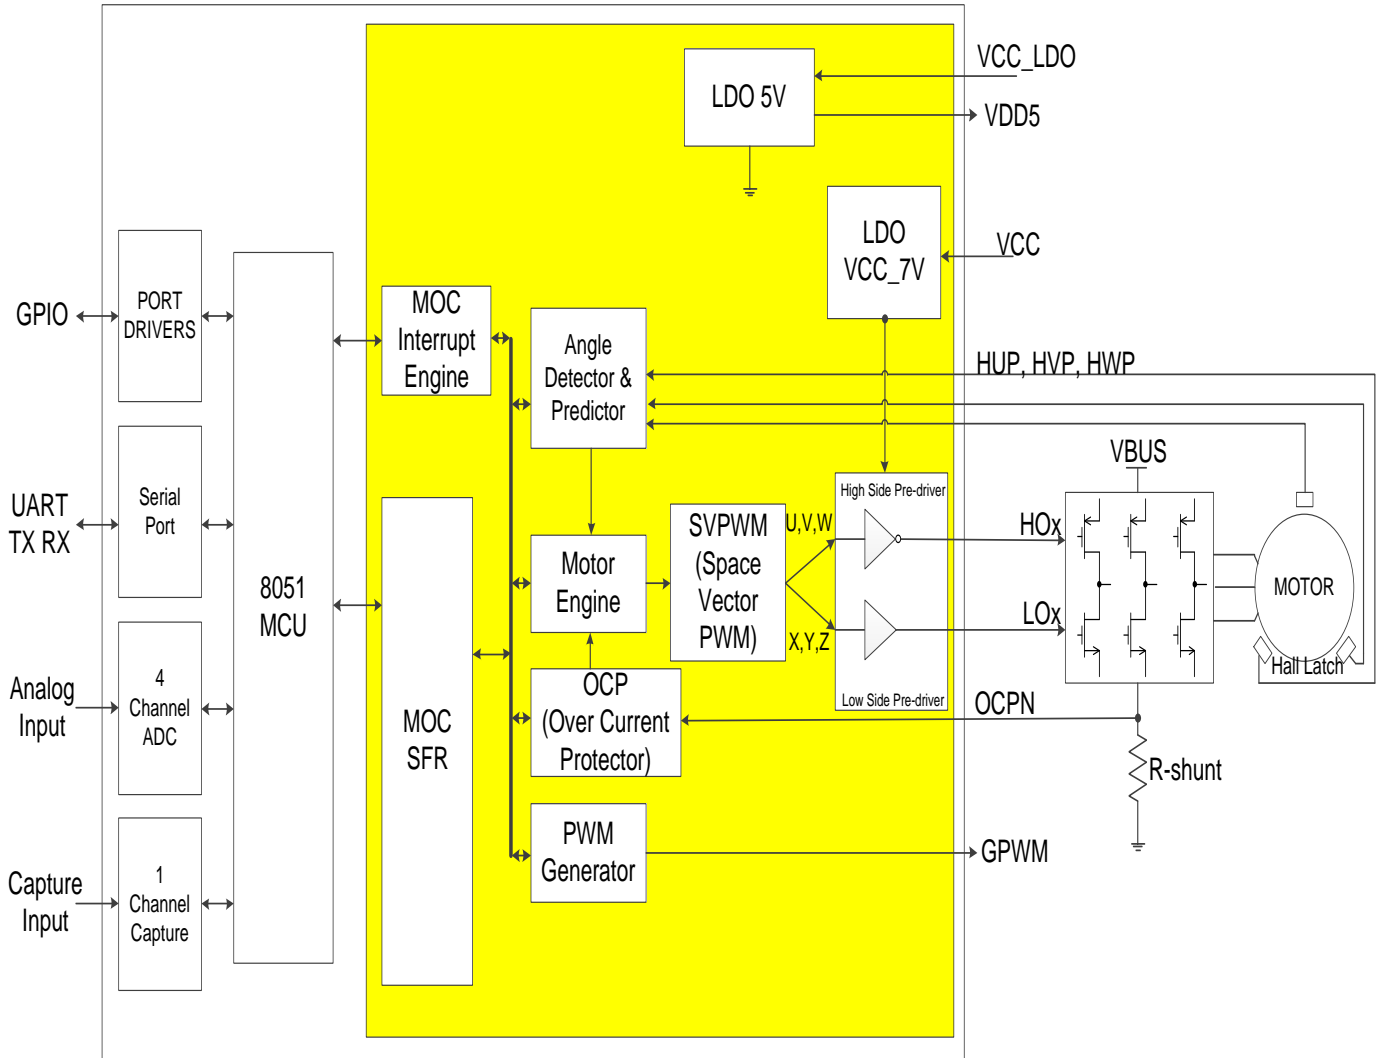 VCC_LDO
LDO 5V
VDD5
LDO
VCC_7V
VCC
GPIO
PORT
DRIVERS
MOC
Interrupt
Engine
Angle
Detector &
Predictor
HUP, HVP, HWP
VBUS
UART
TX RX
Serial
Port
8051
MCU
High Side Pre-driver
U,V,W
SVPWM
(Space
Vector
PWM)
X,Y,Z
Low Side Pre-driver
HOx
LOx
MOTOR
Hall Latch
Motor
Engine
MOC
SFR
OCP
(Over Current
Protector)
OCPN
R-shunt
Analog
Input
4
Channel
ADC
PWM
Generator
GPWM
Capture
Input
1
Channel
Capture